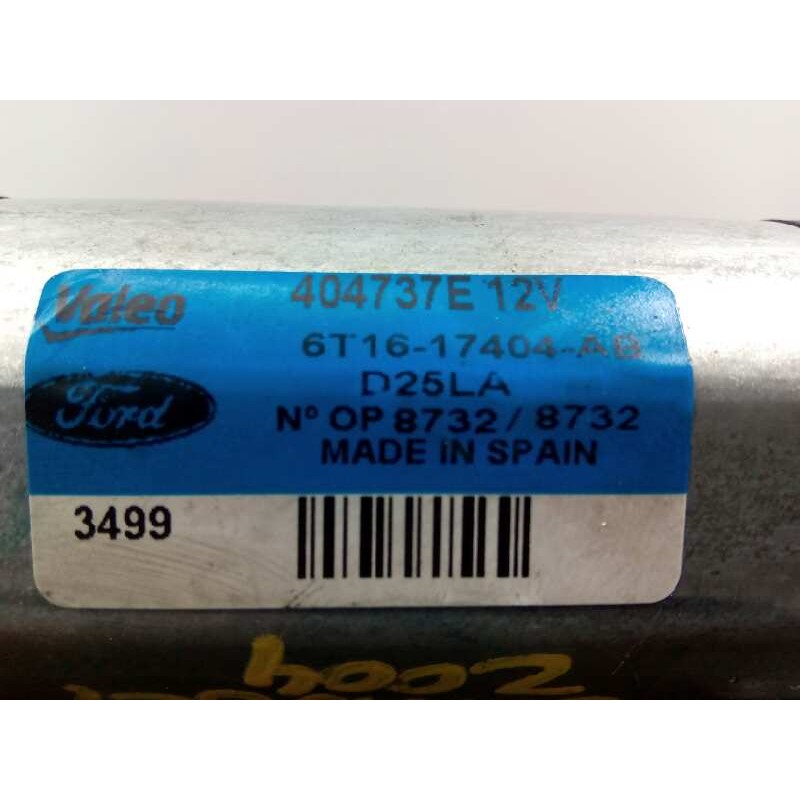 Valeo
404737E 12V
6T16-17404-AB
Ford
D25LA
Nº OP 8732 / 8732
MADE IN SPAIN
3499